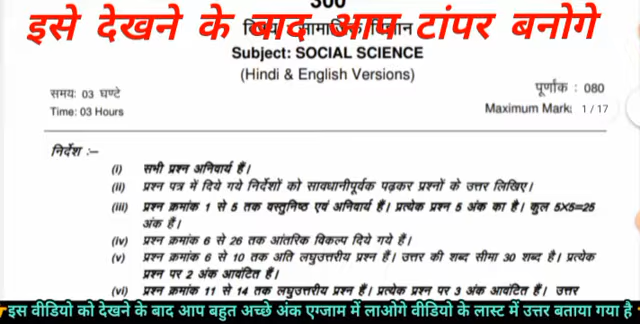 300
इसे देखने के बाद आप टांपर बनोगे
Subject: SOCIAL SCIENCE
(Hindi & English Versions)
समय: 03 घण्टे
पूर्णांक : 080
Time: 03 Hours
Maximum Mark: 1 / 17
निर्देश :–
(i) सभी प्रश्न अनिवार्य हैं।
(ii) प्रश्न पत्र में दिये गये निर्देशों को सावधानीपूर्वक पढ़कर प्रश्नों के उत्तर लिखिए।
(iii) प्रश्न क्रमांक 1 से 5 तक वस्तुनिष्ठ एवं अनिवार्य हैं। प्रत्येक प्रश्न 5 अंक का है। कुल 5X5=25
अंक हैं।
(iv) प्रश्न क्रमांक 6 से 26 तक आंतरिक विकल्प दिये गये हैं।
(v) प्रश्न क्रमांक 6 से 10 तक अति लघुउत्तरीय प्रश्न हैं। उत्तर की शब्द सीमा 30 शब्द है। प्रत्येक
प्रश्न पर 2 अंक आवंटित हैं।
(vi) प्रश्न क्रमांक 11 से 14 तक लघुउत्तरीय प्रश्न हैं। प्रत्येक प्रश्न पर 3 अंक आवंटित हैं। उत्तर
इस वीडियो को देखने के बाद आप बहुत अच्छे अंक एग्जाम में लाओगे वीडियो के लास्ट में उत्तर बताया गया है